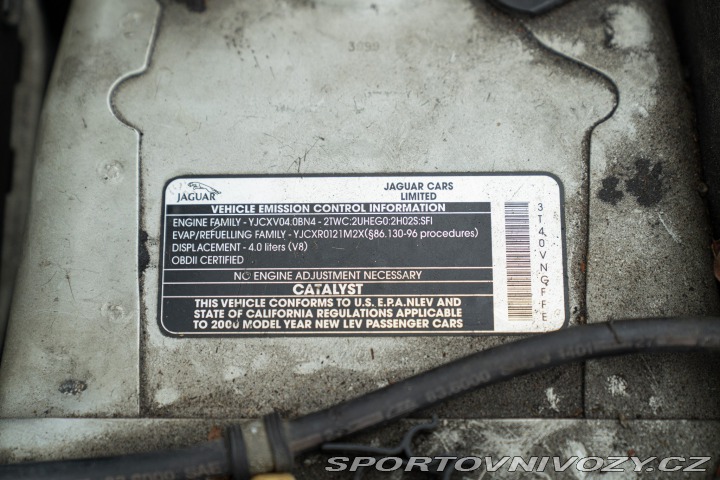 3999
JAGUAR
JAGUAR CARS
LIMITED
VEHICLE EMISSION CONTROL INFORMATION
ENGINE FAMILY - YJCXV04.0BN4 - 2TWC:2UHEG0:2H02S:SFI
EVAP/REFUELLING FAMILY - YJCXR0121M2X(§86.130-96 procedures)
DISPLACEMENT - 4.0 liters (V8)
OBDII CERTIFIED
NO ENGINE ADJUSTMENT NECESSARY
CATALYST
THIS VEHICLE CONFORMS TO U.S. E.P.A.NLEV AND
STATE OF CALIFORNIA REGULATIONS APPLICABLE
TO 2000 MODEL YEAR NEW LEV PASSENGER CARS
3T40VNGFFE
SPORTOVNIVOZY.CZ